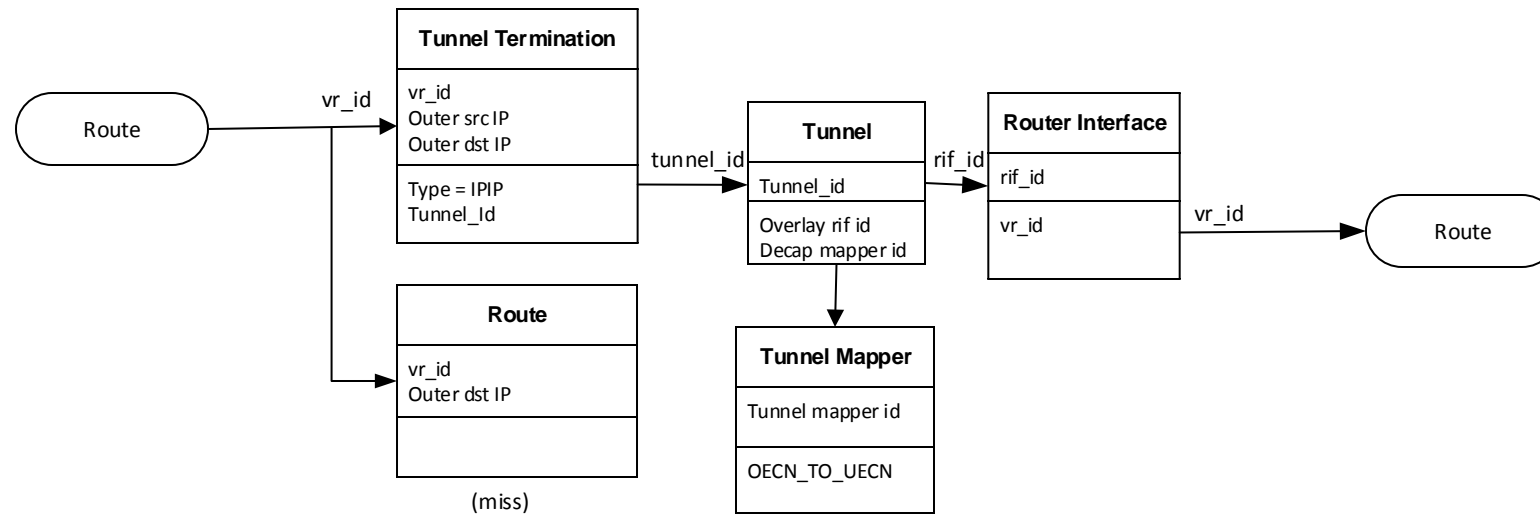 Route
vr_id
Tunnel Termination
vr_id
Outer src IP
Outer dst IP
Type = IPIP
Tunnel_Id
tunnel_id
Tunnel
Tunnel_id
Overlay rif id
Decap mapper id
rif_id
Router Interface
rif_id
vr_id
vr_id
Route
Route
vr_id
Outer dst IP
(miss)
Tunnel Mapper
Tunnel mapper id
OECN_TO_UECN